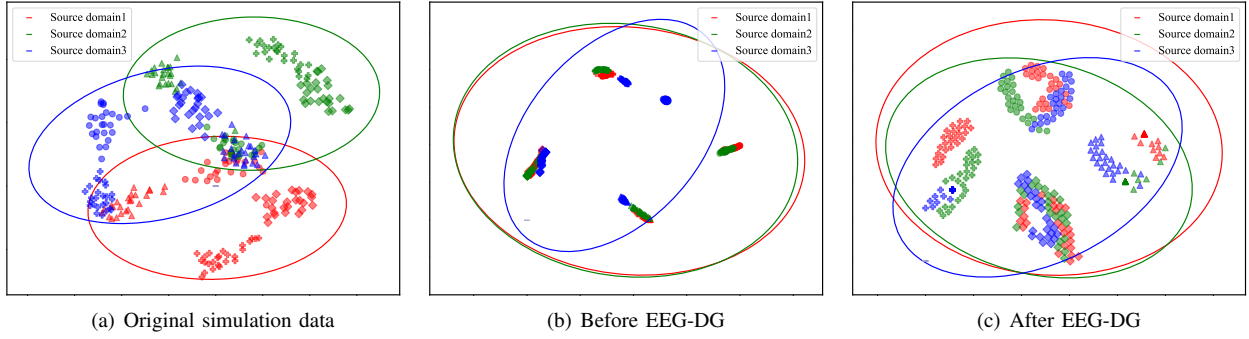 Source domain1
Source domain2
Source domain3
Source domain1
Source domain2
Source domain3
Source domain1
Source domain2
Source domain3
(a) Original simulation data
(b) Before EEG-DG
(c) After EEG-DG